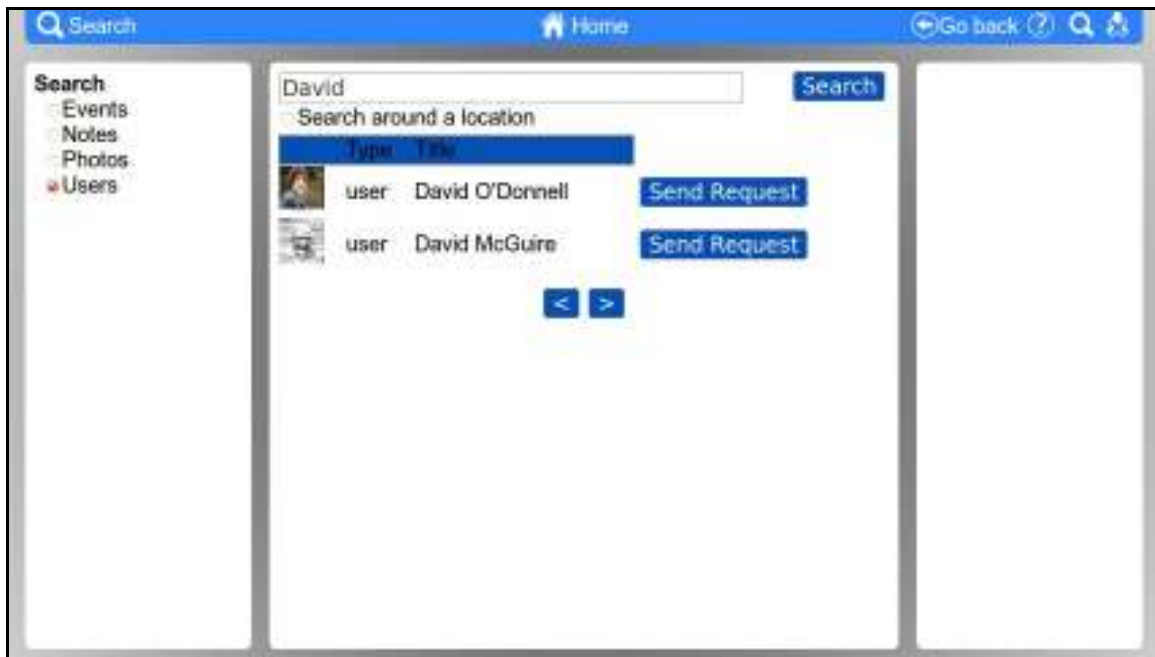 Search Home Go back ?
Search
Events
Notes
Photos
Users
David Search
Search around a location
Type Title
user David O'Donnell Send Request
user David McGuire Send Request
< >